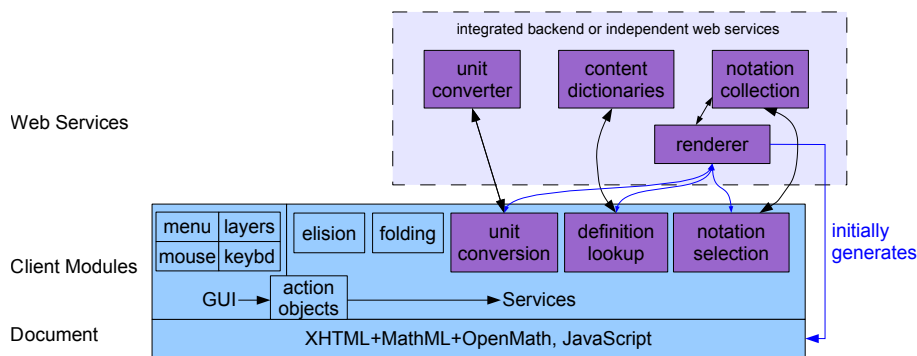 integrated backend or independent web services
unit
converter
content
dictionaries
notation
collection
Web Services
renderer
menu
layers
mouse
keybd
elision
folding
unit
conversion
definition
lookup
notation
selection
initially
generates
Client Modules
GUI
action
objects
Services
Document
XHTML+MathML+OpenMath, JavaScript